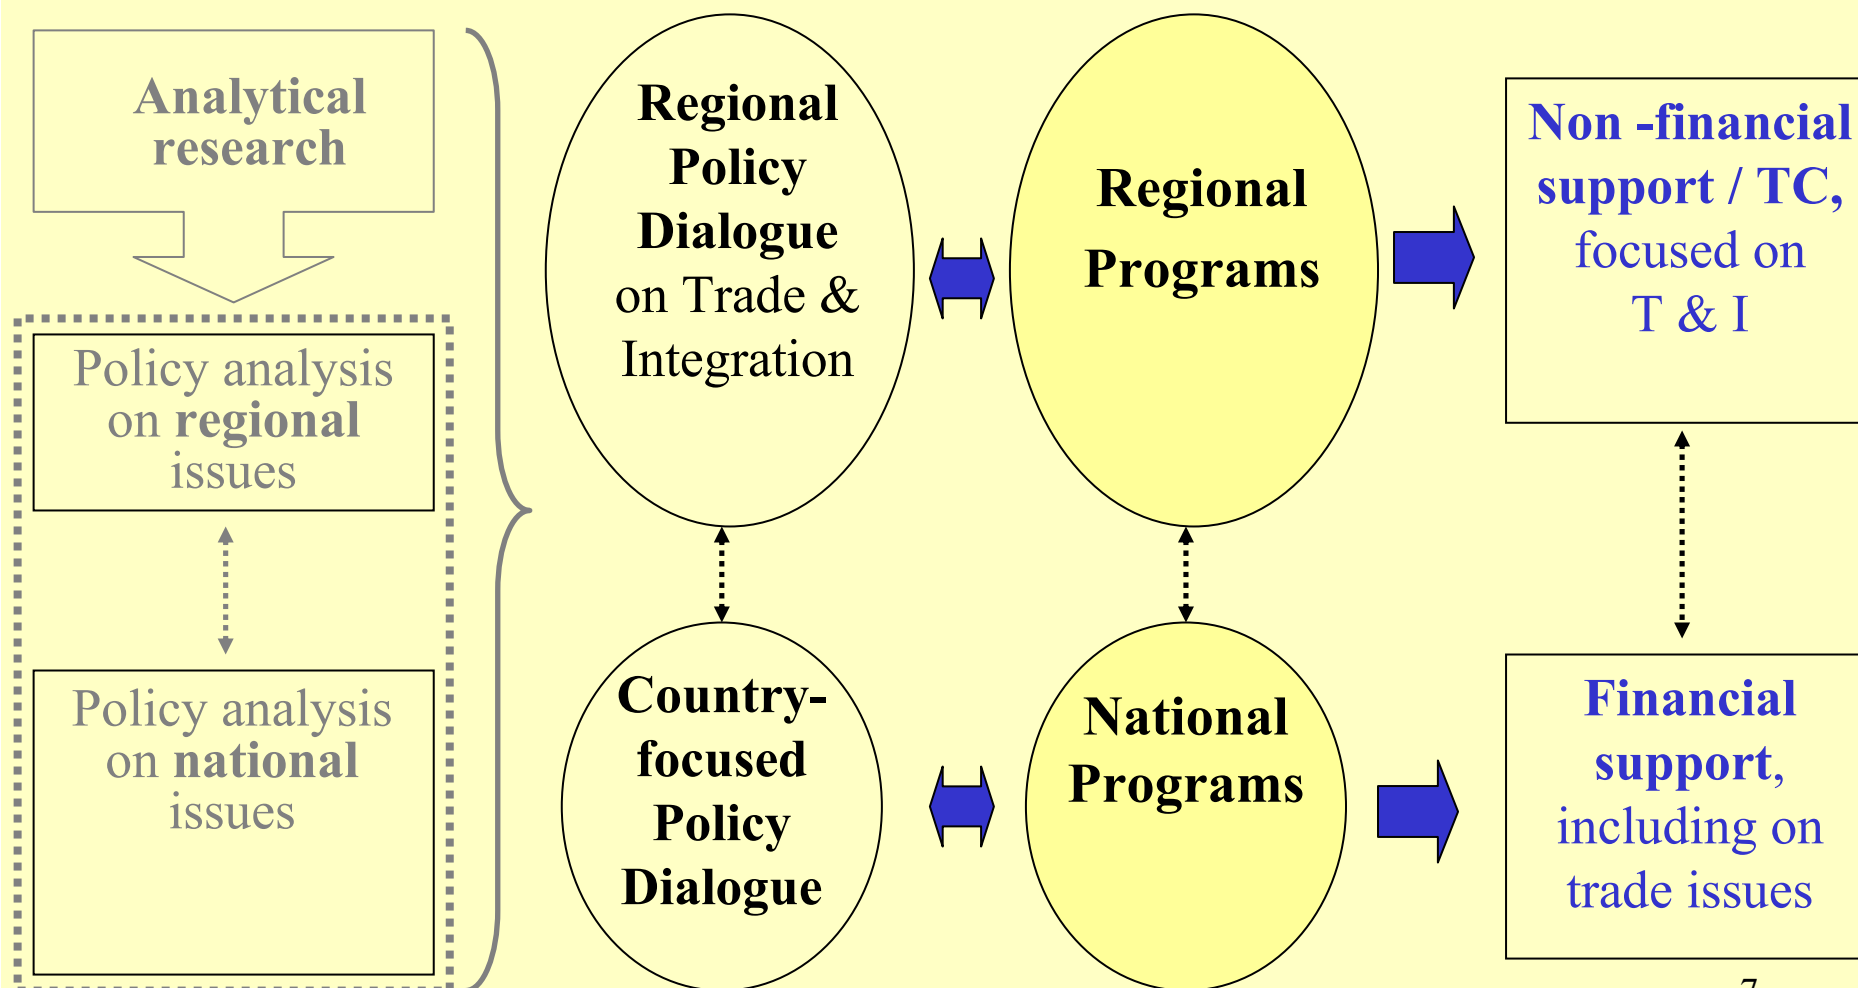 Analytical
research
Policy analysis
on regional
issues
Policy analysis
on national
issues
Regional
Policy
Dialogue
on Trade &
Integration
Country-
focused
Policy
Dialogue
Regional
Programs
National
Programs
Non -financial
support / TC,
focused on
T & I
Financial
support,
including on
trade issues
7